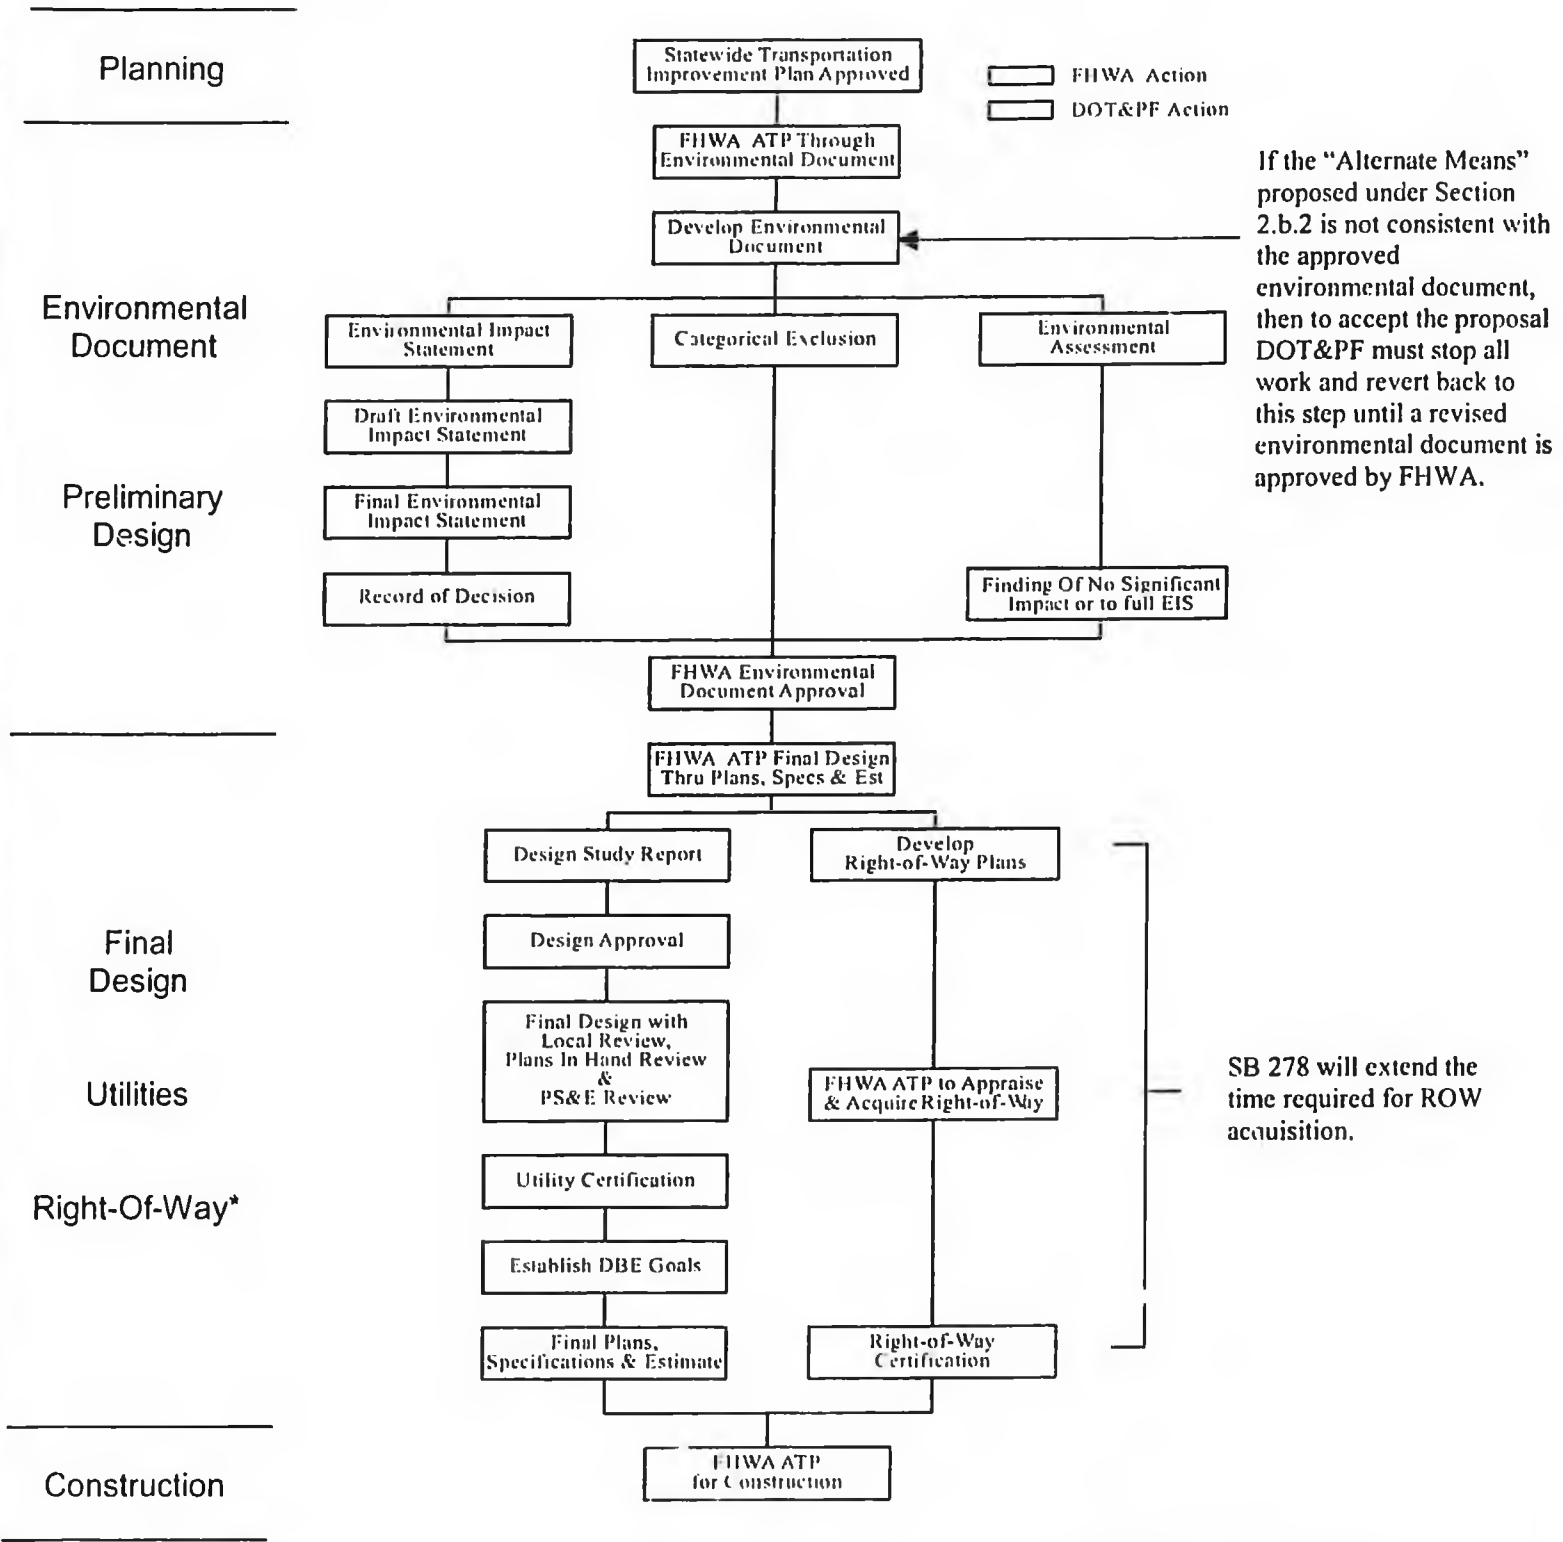 Planning
Statewide Transportation
Improvement Plan Approved
FHWA Action
DOT&PF Action
FHWA ATP Through
Environmental Document
Develop Environmental
Document
If the “Alternate Means”
proposed under Section
2.b.2 is not consistent with
the approved
environmental document,
then to accept the proposal
DOT&PF must stop all
work and revert back to
this step until a revised
environmental document is
approved by FHWA.
Environmental
Document
Environmental Impact
Statement
Categorical Exclusion
Environmental
Assessment
Draft Environmental
Impact Statement
Preliminary
Design
Final Environmental
Impact Statement
Record of Decision
Finding Of No Significant
Impact or to full EIS
FHWA Environmental
Document Approval
FHWA ATP Final Design
Thru Plans, Specs & Est
Design Study Report
Develop
Right-of-Way Plans
Final
Design
Design Approval
Final Design with
Local Review,
Plans In Hand Review
&
PS&E Review
Utilities
FHWA ATP to Appraise
& Acquire Right-of-Way
SB 278 will extend the
time required for ROW
acquisition.
Utility Certification
Right-Of-Way*
Establish DBE Goals
Final Plans,
Specifications & Estimate
Right-of-Way
Certification
Construction
FHWA ATP
for Construction